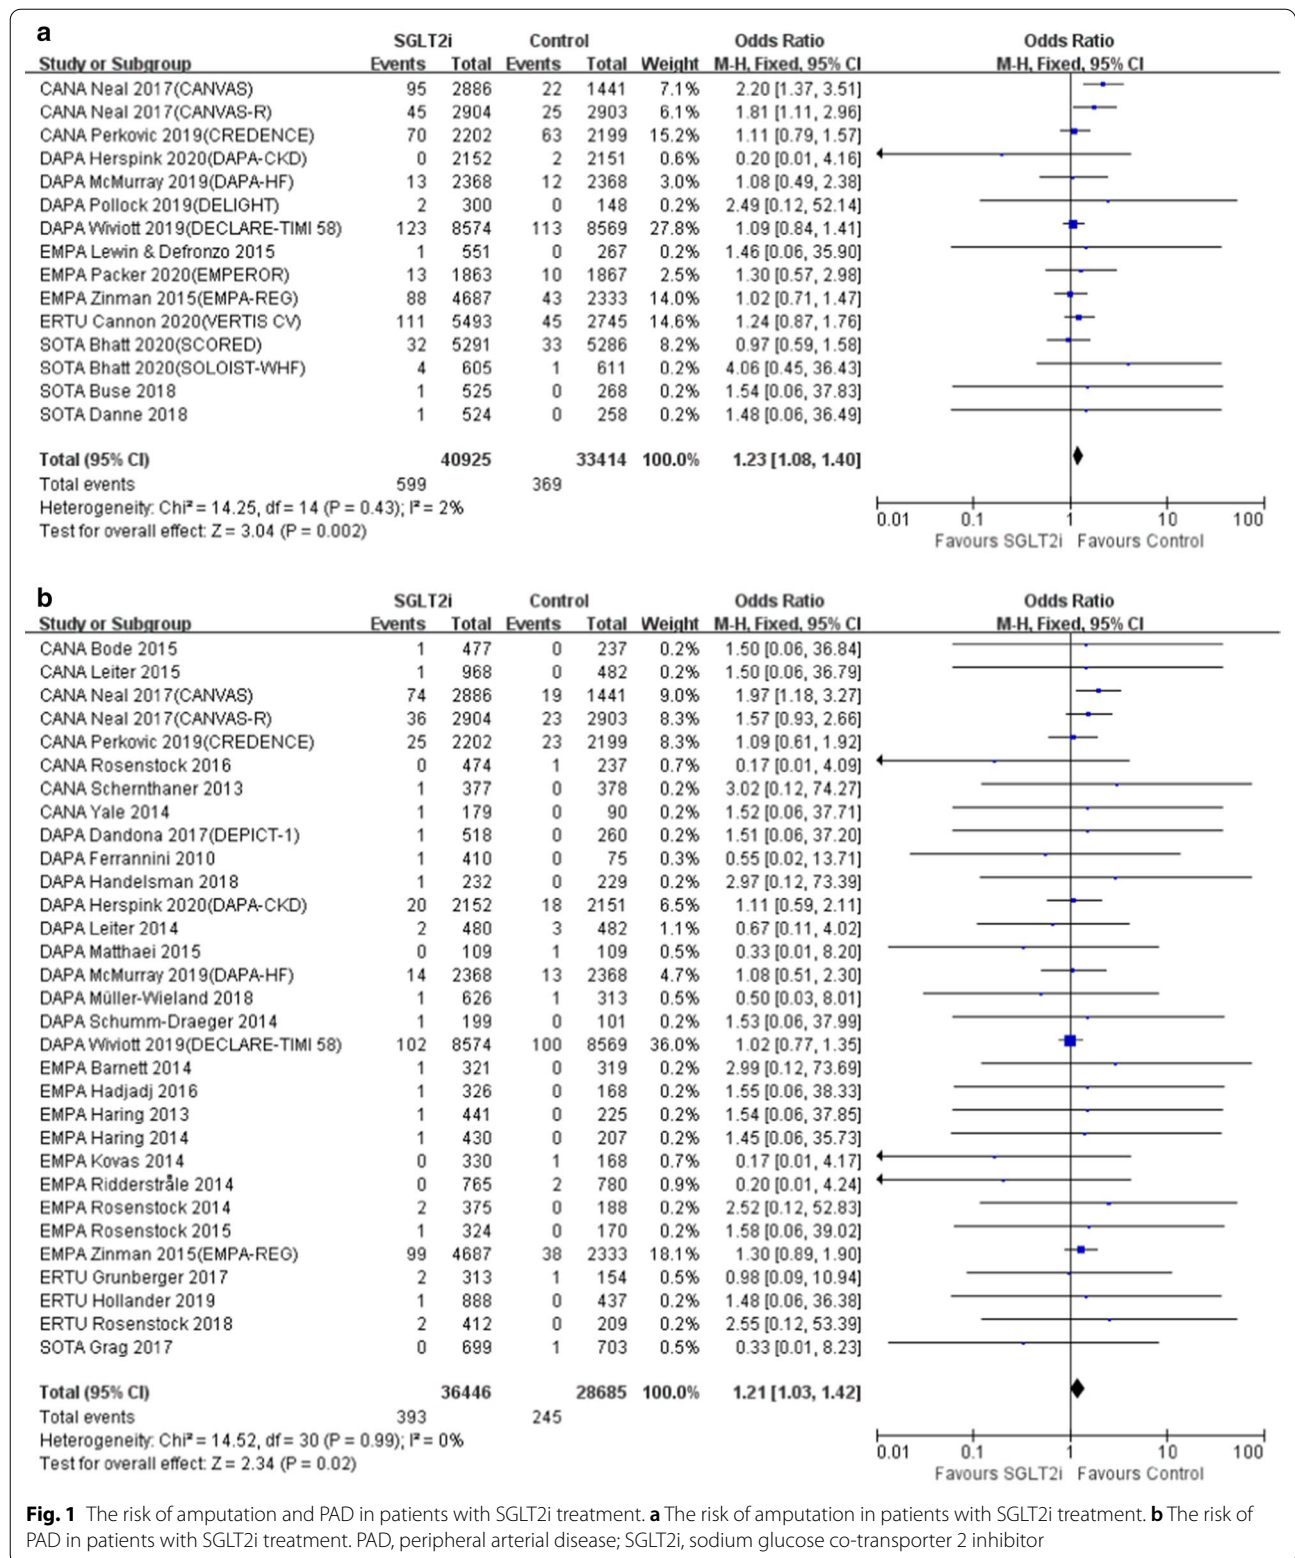 a
SGLT2i Control Odds Ratio Odds Ratio
Study or Subgroup Events Total Events Total Weight M-H, Fixed, 95% CI M-H, Fixed, 95% CI
CANA Neal 2017(CANVAS) 95 2886 22 1441 7.1% 2.20 [1.37, 3.51]
CANA Neal 2017(CANVAS-R) 45 2904 25 2903 6.1% 1.81 [1.11, 2.96]
CANA Perkovic 2019(CREDENCE) 70 2202 63 2199 15.2% 1.11 [0.79, 1.57]
DAPA Herspink 2020(DAPA-CKD) 0 2152 2 2151 0.6% 0.20 [0.01, 4.16]
DAPA McMurray 2019(DAPA-HF) 13 2368 12 2368 3.0% 1.08 [0.49, 2.38]
DAPA Pollock 2019(DELIGHT) 2 300 0 148 0.2% 2.49 [0.12, 52.14]
DAPA Wiviott 2019(DECLARE-TIMI 58) 123 8574 113 8569 27.8% 1.09 [0.84, 1.41]
EMPA Lewin & Defronzo 2015 1 551 0 267 0.2% 1.46 [0.06, 35.90]
EMPA Packer 2020(EMPEROR) 13 1863 10 1867 2.5% 1.30 [0.57, 2.98]
EMPA Zinman 2015(EMPA-REG) 88 4687 43 2333 14.0% 1.02 [0.71, 1.47]
ERTU Cannon 2020(VERTIS CV) 111 5493 45 2745 14.6% 1.24 [0.87, 1.76]
SOTA Bhatt 2020(SCORED) 32 5291 33 5286 8.2% 0.97 [0.59, 1.58]
SOTA Bhatt 2020(SOLOIST-WHF) 4 605 1 611 0.2% 4.06 [0.45, 36.43]
SOTA Buse 2018 1 525 0 268 0.2% 1.54 [0.06, 37.83]
SOTA Danne 2018 1 524 0 258 0.2% 1.48 [0.06, 36.49]
Total (95% CI) 40925 33414 100.0% 1.23 [1.08, 1.40]
Total events 599 369
Heterogeneity: Chi² = 14.25, df = 14 (P = 0.43); I² = 2%
Test for overall effect: Z = 3.04 (P = 0.002)
0.01 0.1 1 10 100
Favours SGLT2i Favours Control
b
SGLT2i Control Odds Ratio Odds Ratio
Study or Subgroup Events Total Events Total Weight M-H, Fixed, 95% CI M-H, Fixed, 95% CI
CANA Bode 2015 1 477 0 237 0.2% 1.50 [0.06, 36.84]
CANA Leiter 2015 1 968 0 482 0.2% 1.50 [0.06, 36.79]
CANA Neal 2017(CANVAS) 74 2886 19 1441 9.0% 1.97 [1.18, 3.27]
CANA Neal 2017(CANVAS-R) 36 2904 23 2903 8.3% 1.57 [0.93, 2.66]
CANA Perkovic 2019(CREDENCE) 25 2202 23 2199 8.3% 1.09 [0.61, 1.92]
CANA Rosenstock 2016 0 474 1 237 0.7% 0.17 [0.01, 4.09]
CANA Schernthaner 2013 1 377 0 378 0.2% 3.02 [0.12, 74.27]
CANA Yale 2014 1 179 0 90 0.2% 1.52 [0.06, 37.71]
DAPA Dandona 2017(DEPICT-1) 1 518 0 260 0.2% 1.51 [0.06, 37.20]
DAPA Ferrannini 2010 1 410 0 75 0.3% 0.55 [0.02, 13.71]
DAPA Handelsman 2018 1 232 0 229 0.2% 2.97 [0.12, 73.39]
DAPA Herspink 2020(DAPA-CKD) 20 2152 18 2151 6.5% 1.11 [0.59, 2.11]
DAPA Leiter 2014 2 480 3 482 1.1% 0.67 [0.11, 4.02]
DAPA Matthaei 2015 0 109 1 109 0.5% 0.33 [0.01, 8.20]
DAPA McMurray 2019(DAPA-HF) 14 2368 13 2368 4.7% 1.08 [0.51, 2.30]
DAPA Müller-Wieland 2018 1 626 1 313 0.5% 0.50 [0.03, 8.01]
DAPA Schumm-Draeger 2014 1 199 0 101 0.2% 1.53 [0.06, 37.99]
DAPA Wiviott 2019(DECLARE-TIMI 58) 102 8574 100 8569 36.0% 1.02 [0.77, 1.35]
EMPA Barnett 2014 1 321 0 319 0.2% 2.99 [0.12, 73.69]
EMPA Hadjadj 2016 1 326 0 168 0.2% 1.55 [0.06, 38.33]
EMPA Haring 2013 1 441 0 225 0.2% 1.54 [0.06, 37.85]
EMPA Haring 2014 1 430 0 207 0.2% 1.45 [0.06, 35.73]
EMPA Kovas 2014 0 330 1 168 0.7% 0.17 [0.01, 4.17]
EMPA Ridderstråle 2014 0 765 2 780 0.9% 0.20 [0.01, 4.24]
EMPA Rosenstock 2014 2 375 0 188 0.2% 2.52 [0.12, 52.83]
EMPA Rosenstock 2015 1 324 0 170 0.2% 1.58 [0.06, 39.02]
EMPA Zinman 2015(EMPA-REG) 99 4687 38 2333 18.1% 1.30 [0.89, 1.90]
ERTU Grunberger 2017 2 313 1 154 0.5% 0.98 [0.09, 10.94]
ERTU Hollander 2019 1 888 0 437 0.2% 1.48 [0.06, 36.38]
ERTU Rosenstock 2018 2 412 0 209 0.2% 2.55 [0.12, 53.39]
SOTA Grag 2017 0 699 1 703 0.5% 0.33 [0.01, 8.23]
Total (95% CI) 36446 28685 100.0% 1.21 [1.03, 1.42]
Total events 393 245
Heterogeneity: Chi² = 14.52, df = 30 (P = 0.99); I² = 0%
Test for overall effect: Z = 2.34 (P = 0.02)
0.01 0.1 1 10 100
Favours SGLT2i Favours Control
Fig. 1 The risk of amputation and PAD in patients with SGLT2i treatment. a The risk of amputation in patients with SGLT2i treatment. b The risk of
PAD in patients with SGLT2i treatment. PAD, peripheral arterial disease; SGLT2i, sodium glucose co-transporter 2 inhibitor